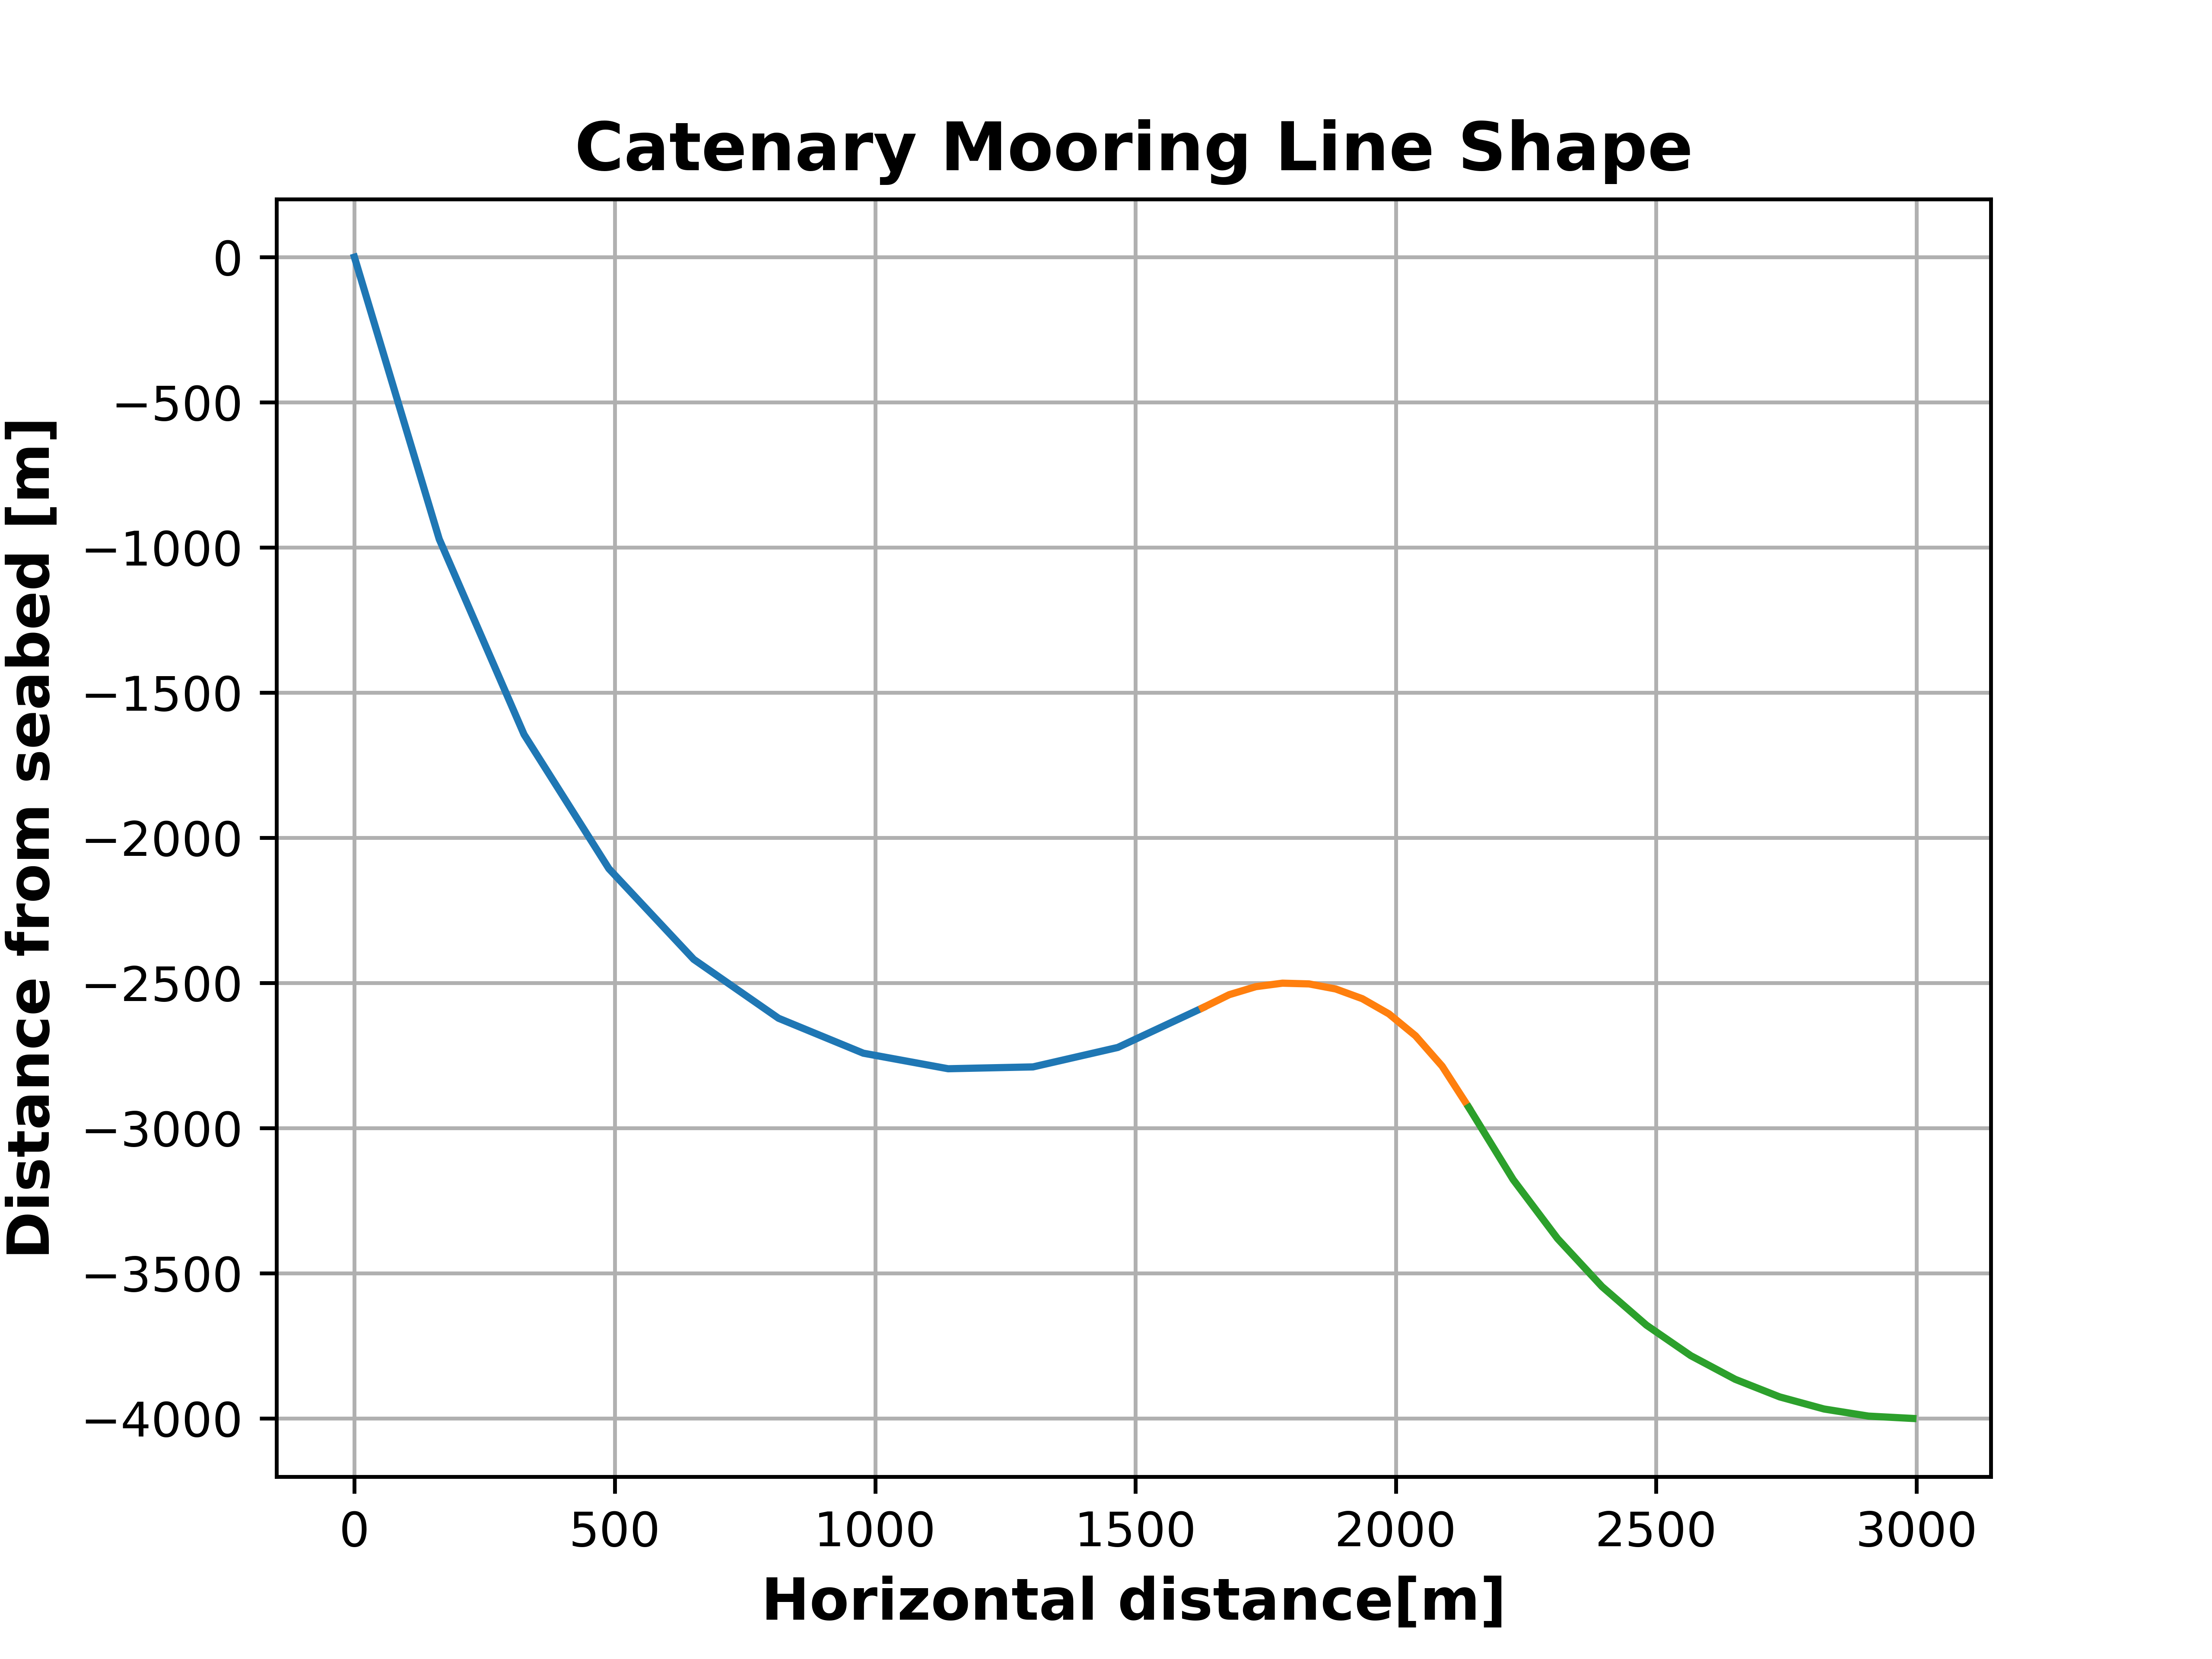 Catenary Mooring Line Shape
Distance from seabed [m]
0
−500
−1000
−1500
−2000
−2500
−3000
−3500
−4000
0 500 1000 1500 2000 2500 3000
Horizontal distance[m]